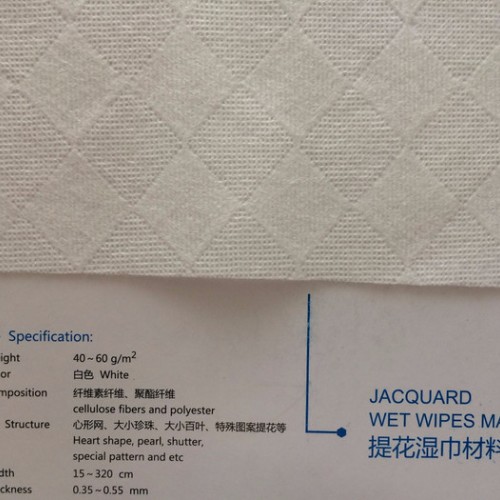 Specification:
ight 40~60 g/m²
or 白色 White
mposition 纤维素纤维、聚酯纤维
cellulose fibers and polyester
Structure 心形网、大小珍珠、大小百叶、特殊图案提花等
Heart shape, pearl, shutter,
special pattern and etc
dth 15~320 cm
ckness 0.35~0.55 mm
JACQUARD
WET WIPES MA
提花湿巾材料